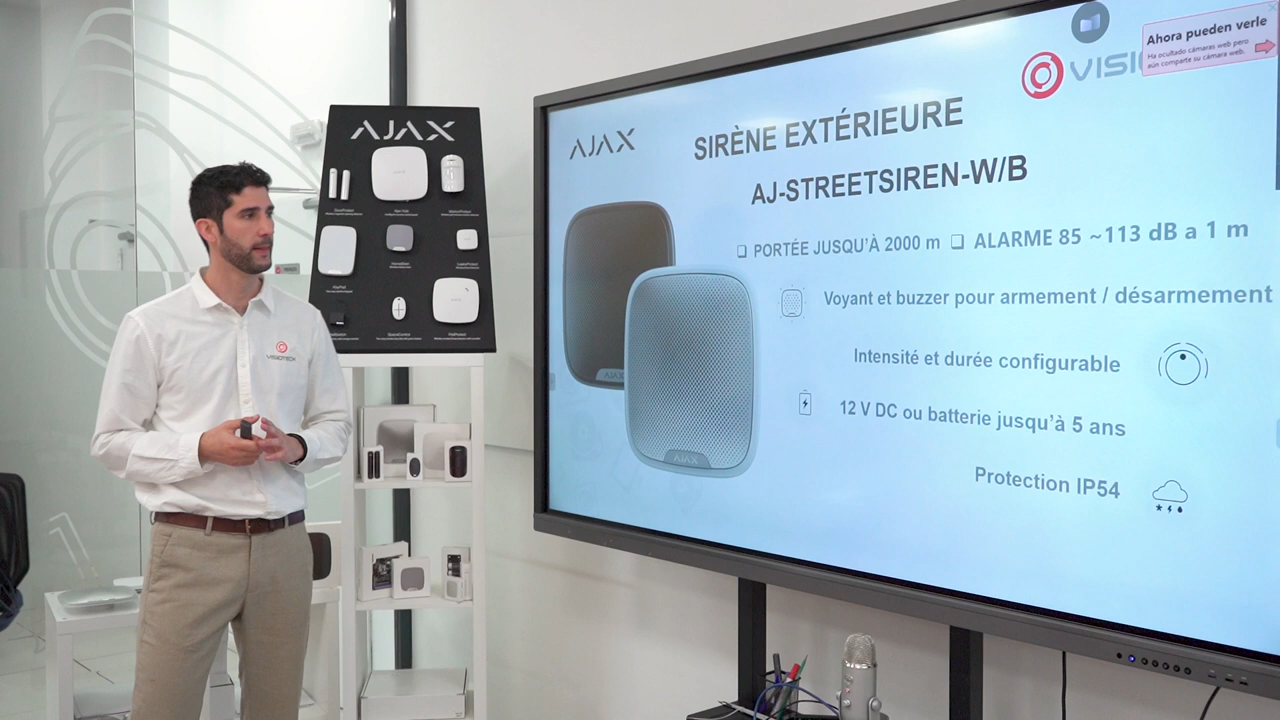 AJAX
VISIOTECH
AJAX
Ahora pueden verle
Ha ocultado cámaras web pero
aún comparte su cámara web.
VISI
SIRÈNE EXTÉRIEURE
AJ-STREETSIREN-W/B
PORTÉE JUSQU'À 2000 m
ALARME 85 ~113 dB a 1 m
Voyant et buzzer pour armement / désarmement
Intensité et durée configurable
12 V DC ou batterie jusqu'à 5 ans
Protection IP54
AJAX
AJAX